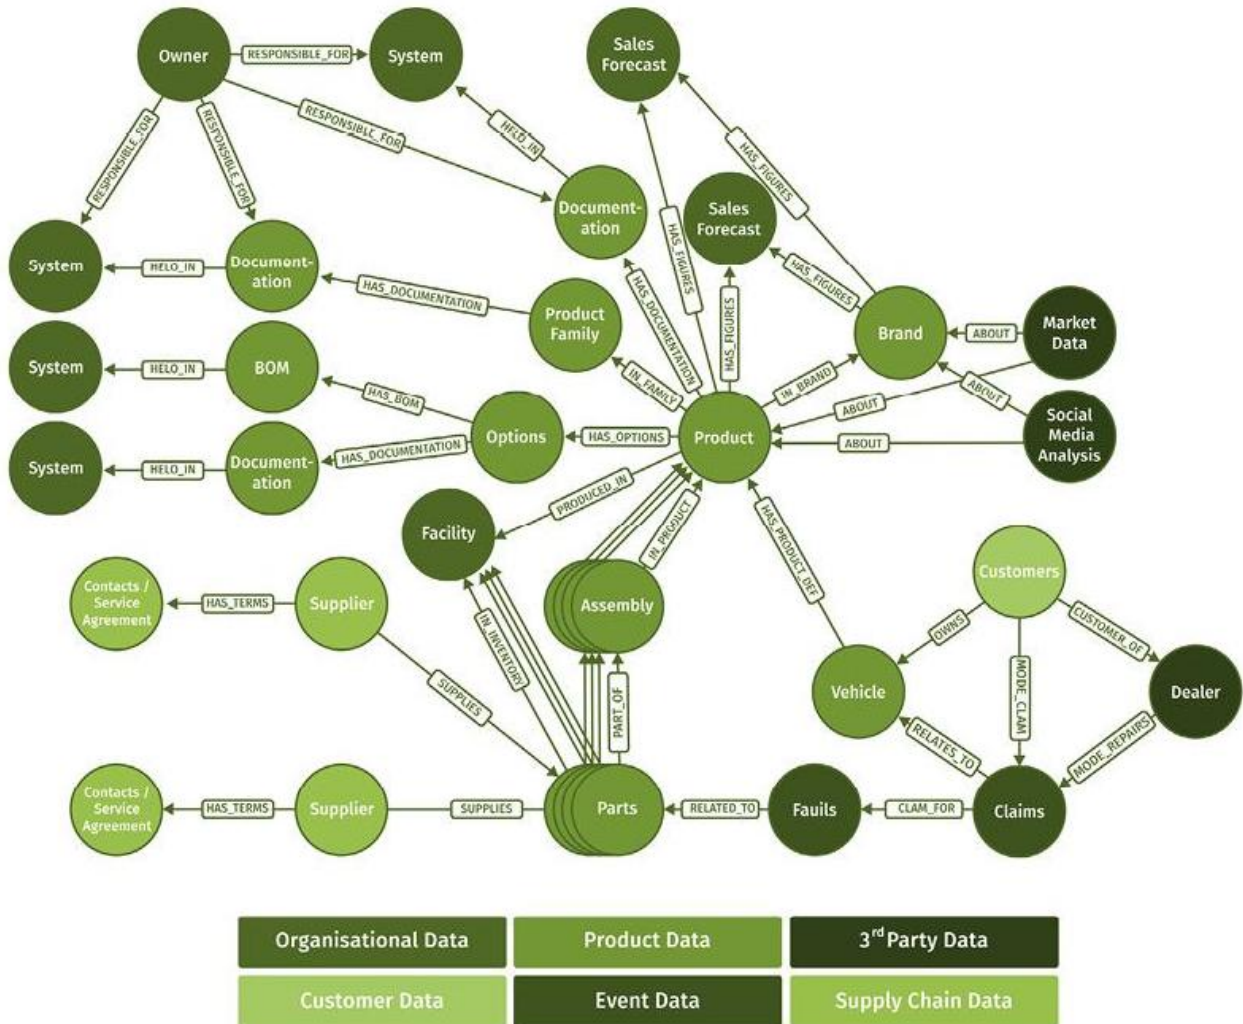 Owner
RESPONSIBLE_FOR
System
Sales
Forecast
RESPONSIBLE_FOR
RESPONSIBLE_FOR
RESPONSIBLE_FOR
HELO_IN
HAS_FIGURES
Document-
ation
Sales
Forecast
HAS_FIGURES
System
HELO_IN
Document-
ation
HAS_DOCUMENTATION
Product
Family
HAS_DOCUMENTATION
HAS_FIGURES
HAS_FIGURES
Brand
ABOUT
Market
Data
System
HELO_IN
BOM
HAS_BOM
IN_FAMILY
IN_BRAND
ABOUT
ABOUT
Options
HAS_OPTIONS
Product
ABOUT
Social
Media
Analysis
System
HELO_IN
Document-
ation
HAS_DOCUMENTATION
Facility
PRODUCED_IN
IN_PRODUCT
HAS_PRODUCT_DEF
Customers
Contacts /
Service
Agreement
HAS_TERMS
Supplier
IN_INVENTORY
Assembly
OWNS
CUSTOMER_OF
SUPPLIES
PART_OF
Vehicle
MODE_CLAM
Dealer
RELATES_TO
MODE_REPAIRS
Contacts /
Service
Agreement
HAS_TERMS
Supplier
SUPPLIES
Parts
RELATED_TO
Fauils
CLAM_FOR
Claims
Organisational Data
Product Data
3rd Party Data
Customer Data
Event Data
Supply Chain Data